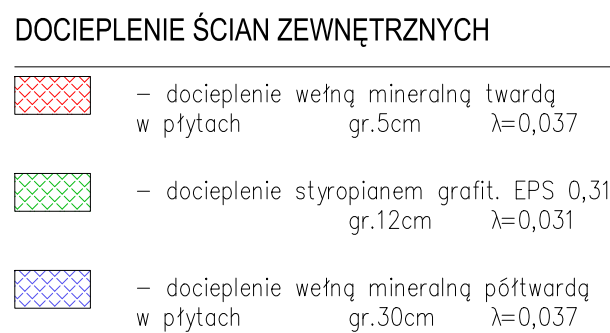 DOCIEPLENIE ŚCIAN ZEWNĘTRZNYCH
– docieplenie wełną mineralną twardą
w płytach gr.5cm λ=0,037
– docieplenie styropianem grafit. EPS 0,31
gr.12cm λ=0,031
– docieplenie wełną mineralną półtwardą
w płytach gr.30cm λ=0,037